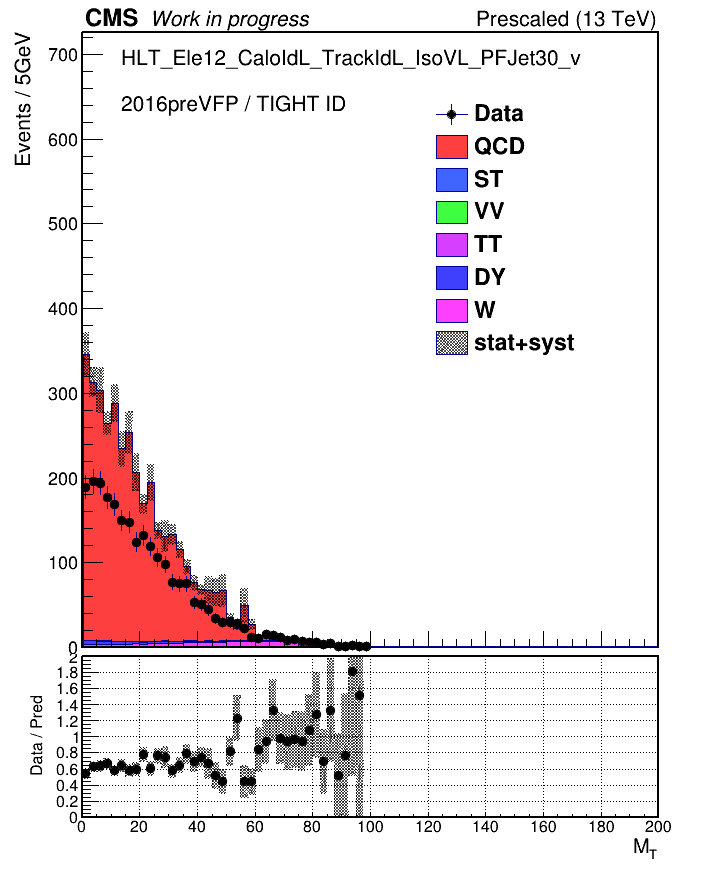 CMS Work in progress Prescaled (13 TeV)
Events / 5GeV
HLT_Ele12_CaloIdL_TrackIdL_IsoVL_PFJet30_v
2016preVFP / TIGHT ID
Data
QCD
ST
VV
TT
DY
W
stat+syst
700
600
500
400
300
200
100
0
Data / Pred
2
1.8
1.6
1.4
1.2
1
0.8
0.6
0.4
0.2
0
0 20 40 60 80 100 120 140 160 180 200
M_T